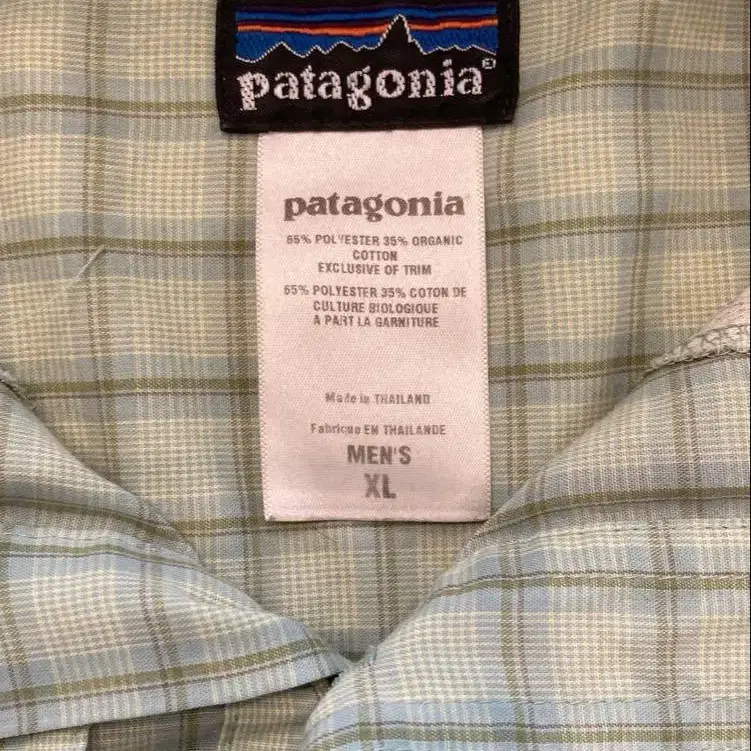 patagonia®
patagonia
65% POLYESTER 35% ORGANIC
COTTON
EXCLUSIVE OF TRIM
65% POLYESTER 35% COTON DE
CULTURE BIOLOGIQUE
A PART LA GARNITURE
Made in THAILAND
Fabrique EN THAILANDE
MEN'S
XL